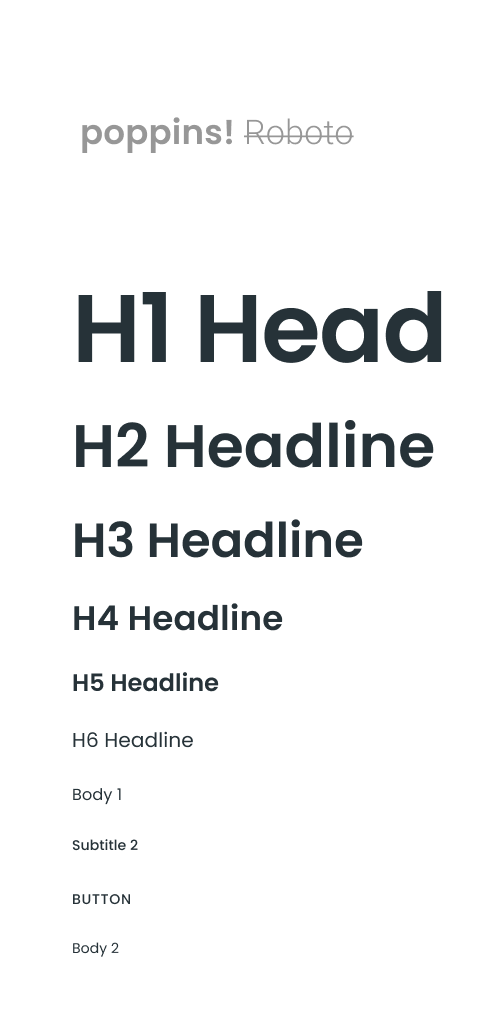 poppins! Roboto
H1 Head
H2 Headline
H3 Headline
H4 Headline
H5 Headline
H6 Headline
Body 1
Subtitle 2
BUTTON
Body 2